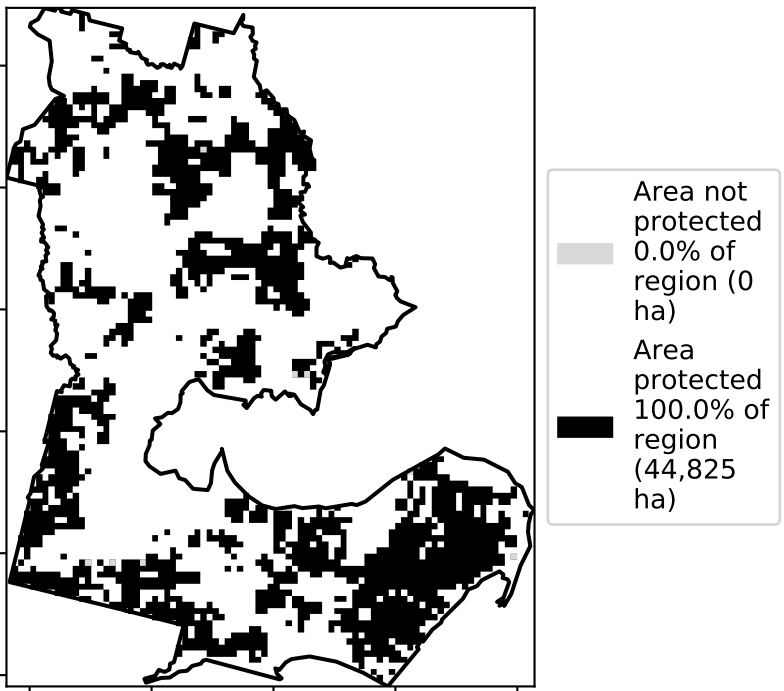 Area not
protected
0.0% of
region (0
ha)
Area
protected
100.0% of
region
(44,825
ha)